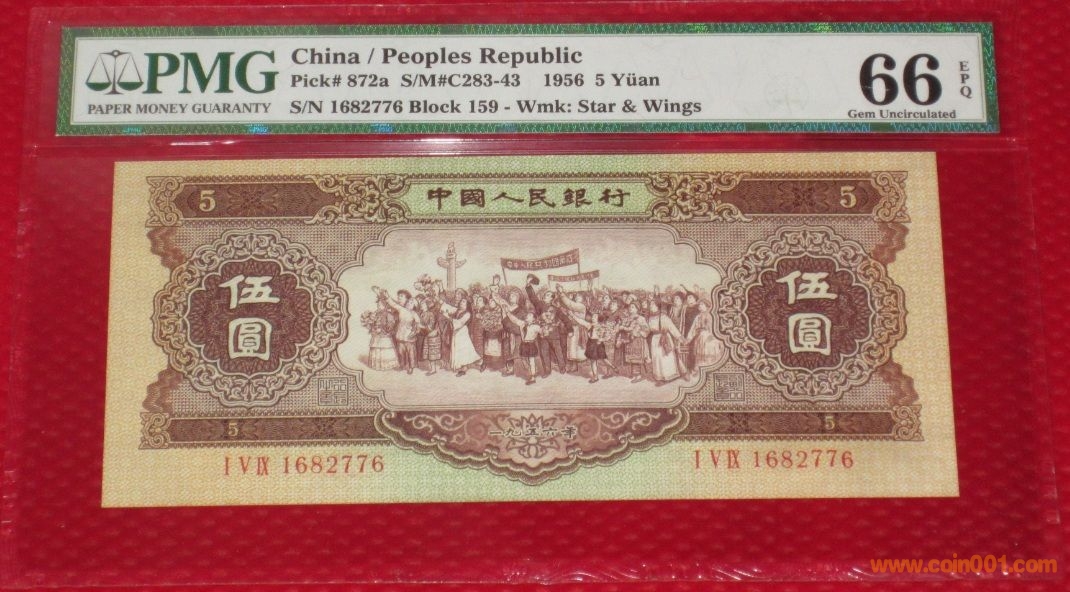 PMG
PAPER MONEY GUARANTY
China / Peoples Republic
Pick# 872a S/M#C283-43 1956 5 Yüan
S/N 1682776 Block 159 - Wmk: Star & Wings
66
EPQ
Gem Uncirculated
5
中國人民銀行
5
伍圓
伍圓
5
一九五六年
5
I V IX 1682776
I V IX 1682776
www.coin001.com